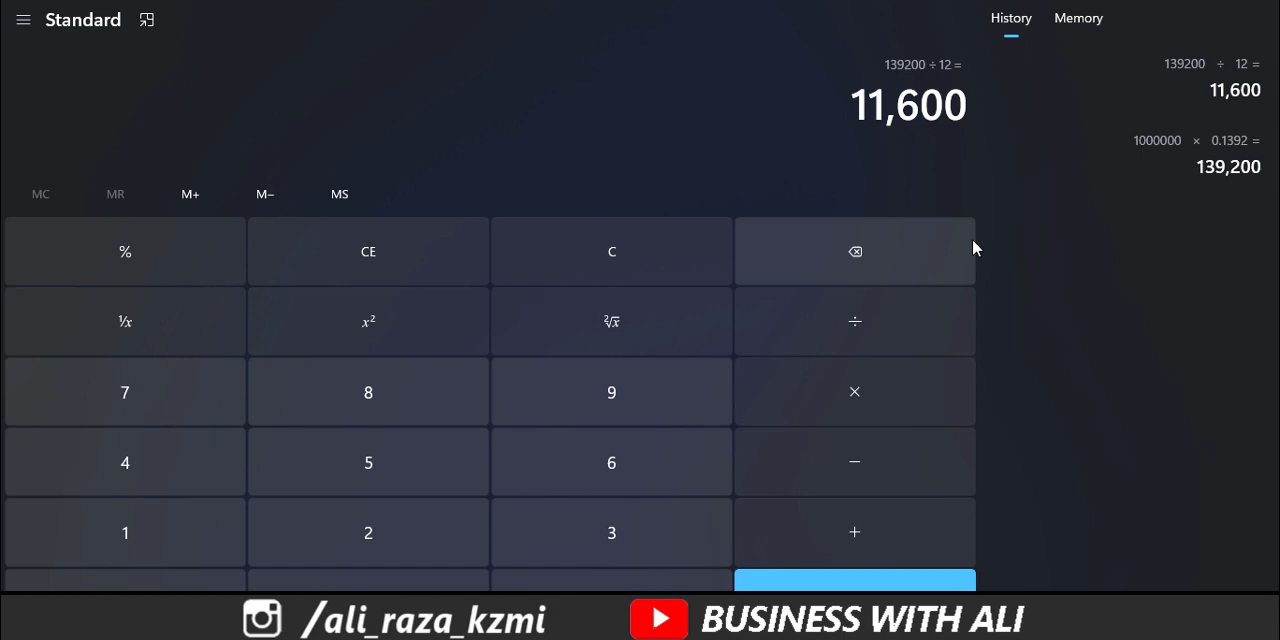 Standard
History Memory
139200 ÷ 12 =
11,600
139200 ÷ 12 =
11,600
1000000 × 0.1392 =
139,200
MC MR M+ M− MS
% CE C
⅟x x² ²√x ÷
7 8 9 ×
4 5 6 −
1 2 3 +
/ali_raza_kzmi BUSINESS WITH ALI